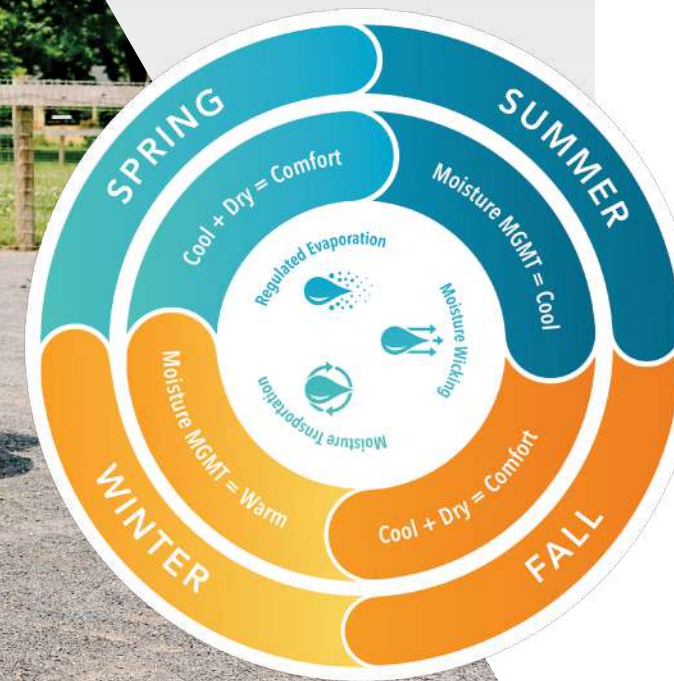 SPRING
SUMMER
FALL
WINTER
Cool + Dry = Comfort
Moisture MGMT = Cool
Cool + Dry = Comfort
Moisture MGMT = Warm
Regulated Evaporation
Moisture Wicking
Moisture Trnsportation